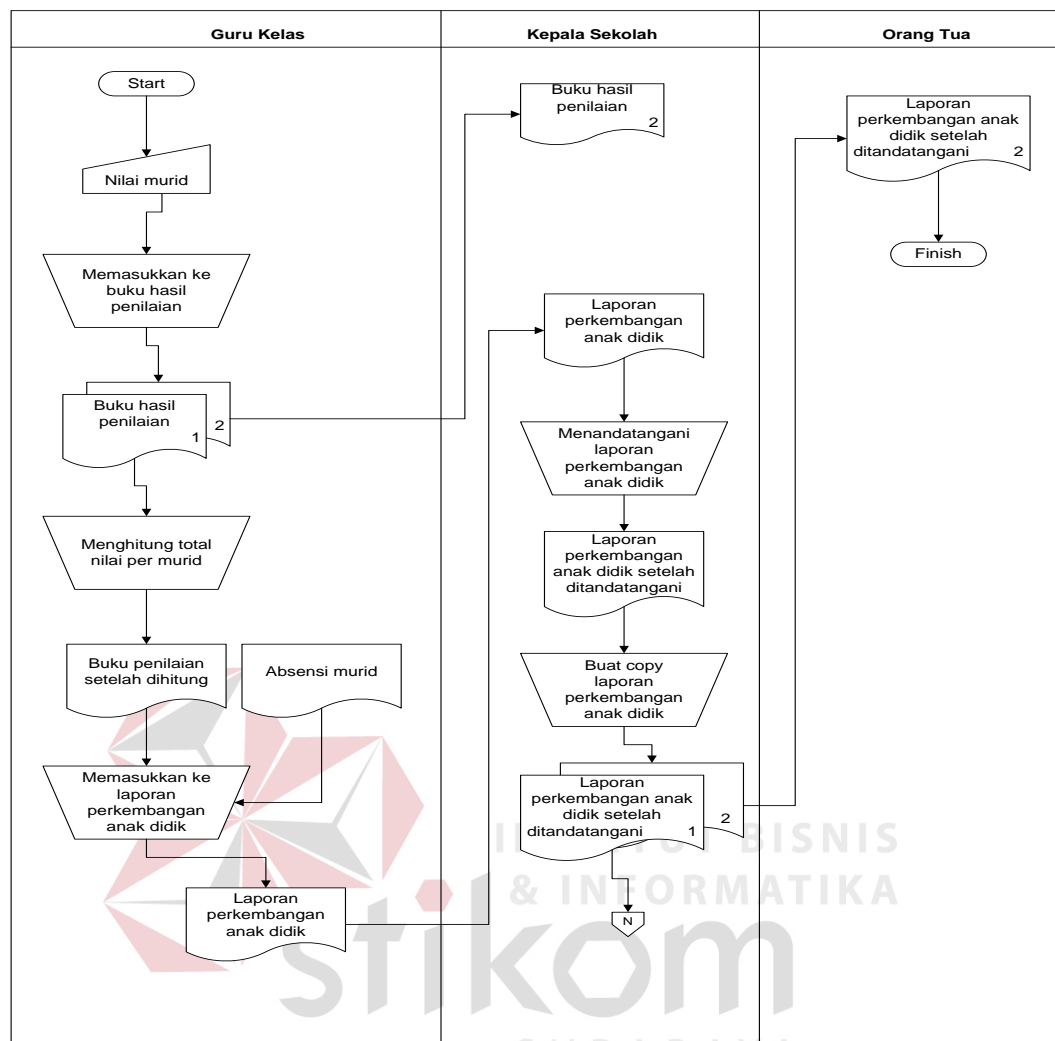 Guru Kelas
Kepala Sekolah
Orang Tua
Start
Nilai murid
Memasukkan ke
buku hasil
penilaian
Buku hasil
penilaian
1
2
Menghitung total
nilai per murid
Buku penilaian
setelah dihitung
Absensi murid
Memasukkan ke
laporan
perkembangan
anak didik
Laporan
perkembangan
anak didik
Buku hasil
penilaian
2
Laporan
perkembangan
anak didik
Menandatangani
laporan
perkembangan
anak didik
Laporan
perkembangan
anak didik setelah
ditandatangani
Buat copy
laporan
perkembangan
anak didik
Laporan
perkembangan anak
didik setelah
ditandatangani
1
2
N
Laporan
perkembangan anak
didik setelah
ditandatangani
2
Finish
BISNIS
& INFORMATIKA
stikom